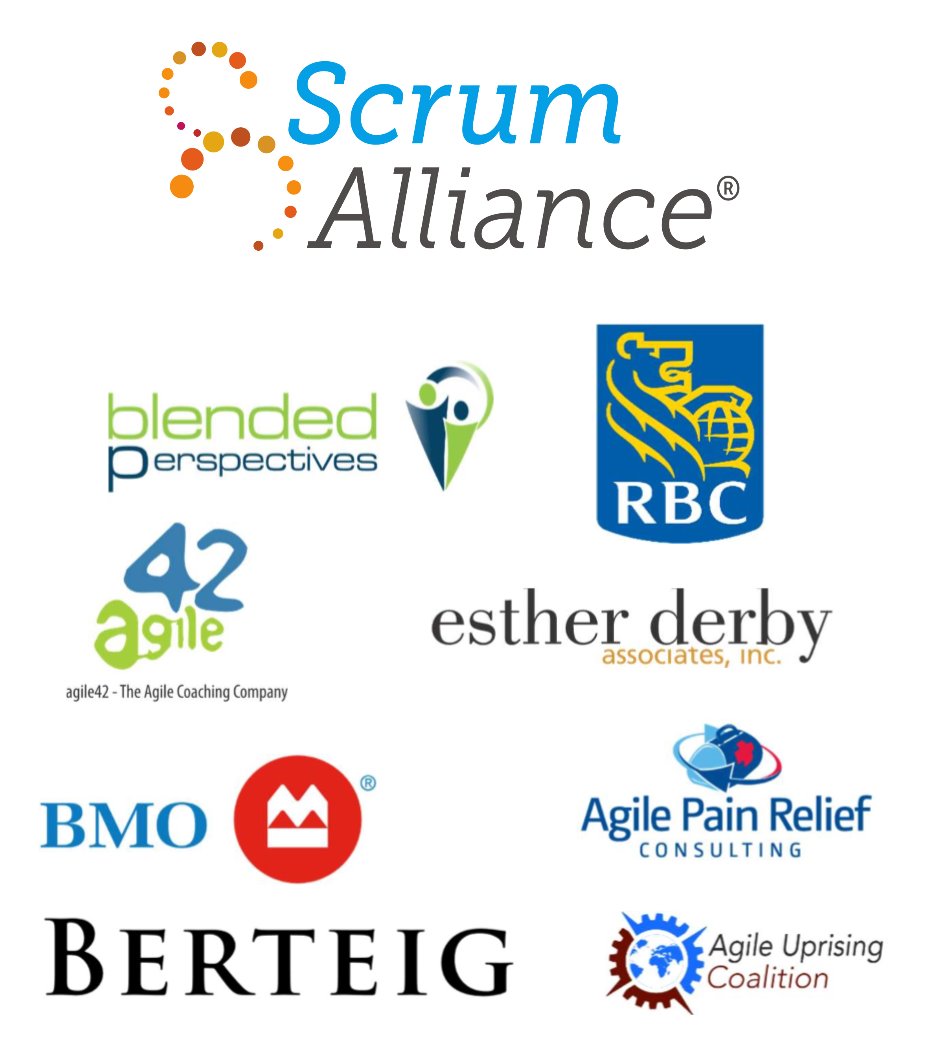 Scrum
Alliance®
blended
perspectives
RBC
42
agile
agile42 - The Agile Coaching Company
esther derby
associates, inc.
BMO ®
Agile Pain Relief
CONSULTING
BERTEIG
Agile Uprising
Coalition